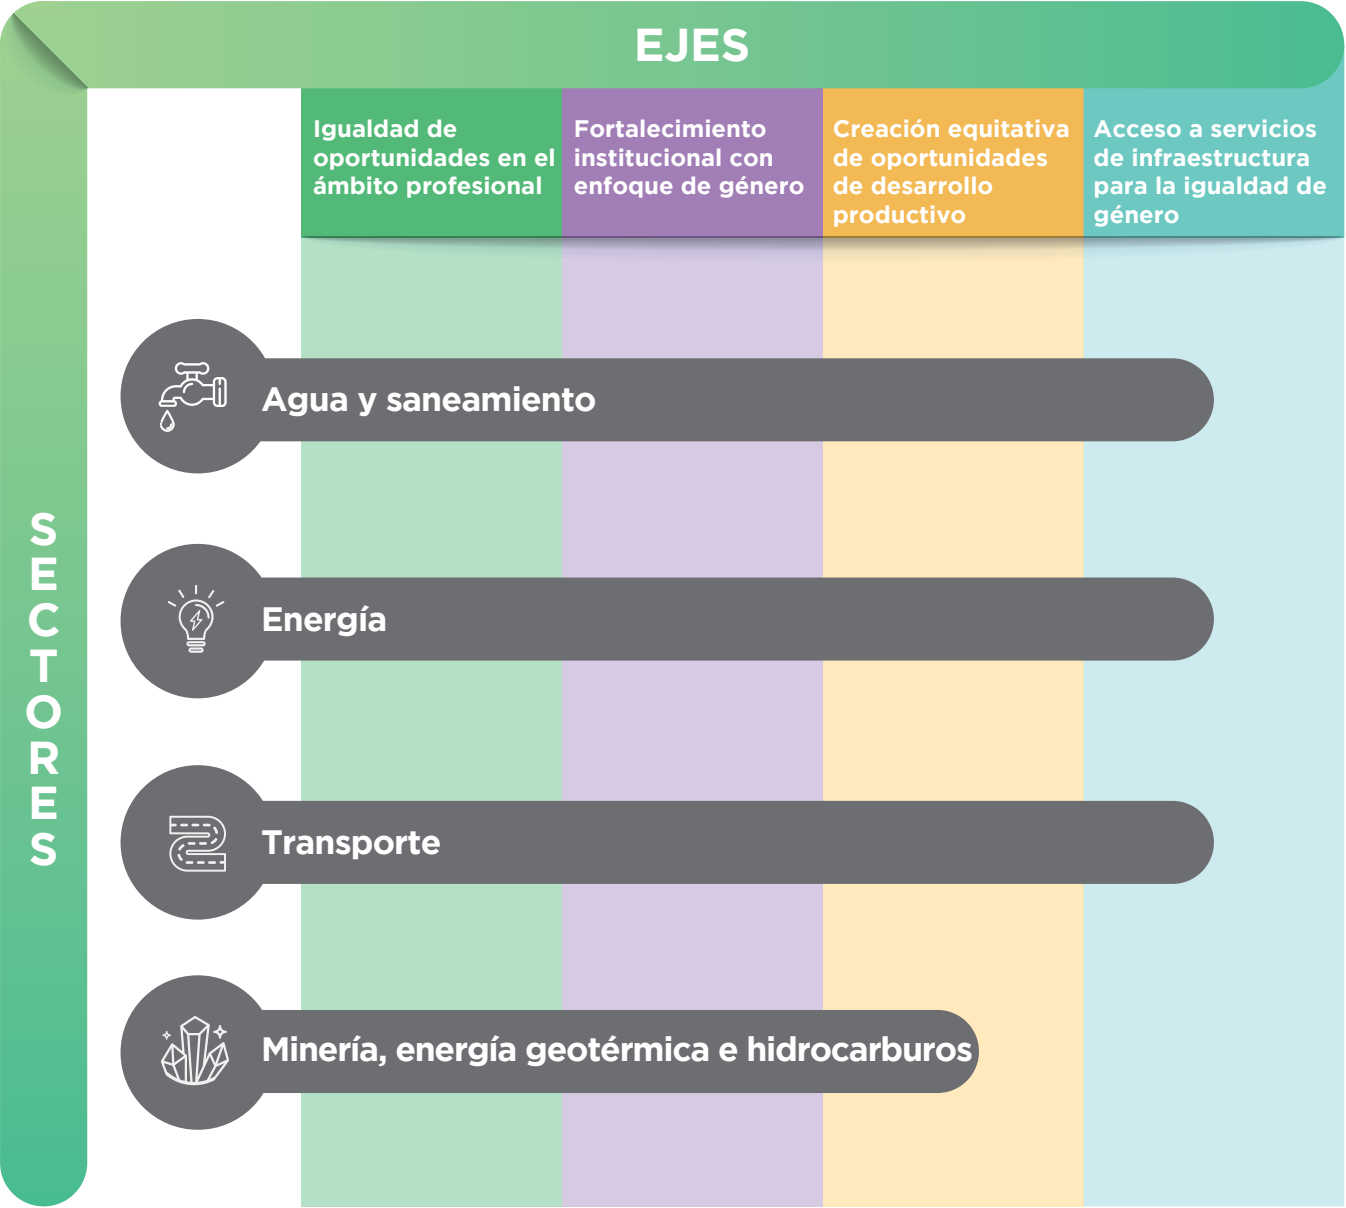 EJES
Igualdad de
oportunidades en el
ámbito profesional
Fortalecimiento
institucional con
enfoque de género
Creación equitativa
de oportunidades
de desarrollo
productivo
Acceso a servicios
de infraestructura
para la igualdad de
género
SECTORES
Agua y saneamiento
Energía
Transporte
Minería, energía geotérmica e hidrocarburos